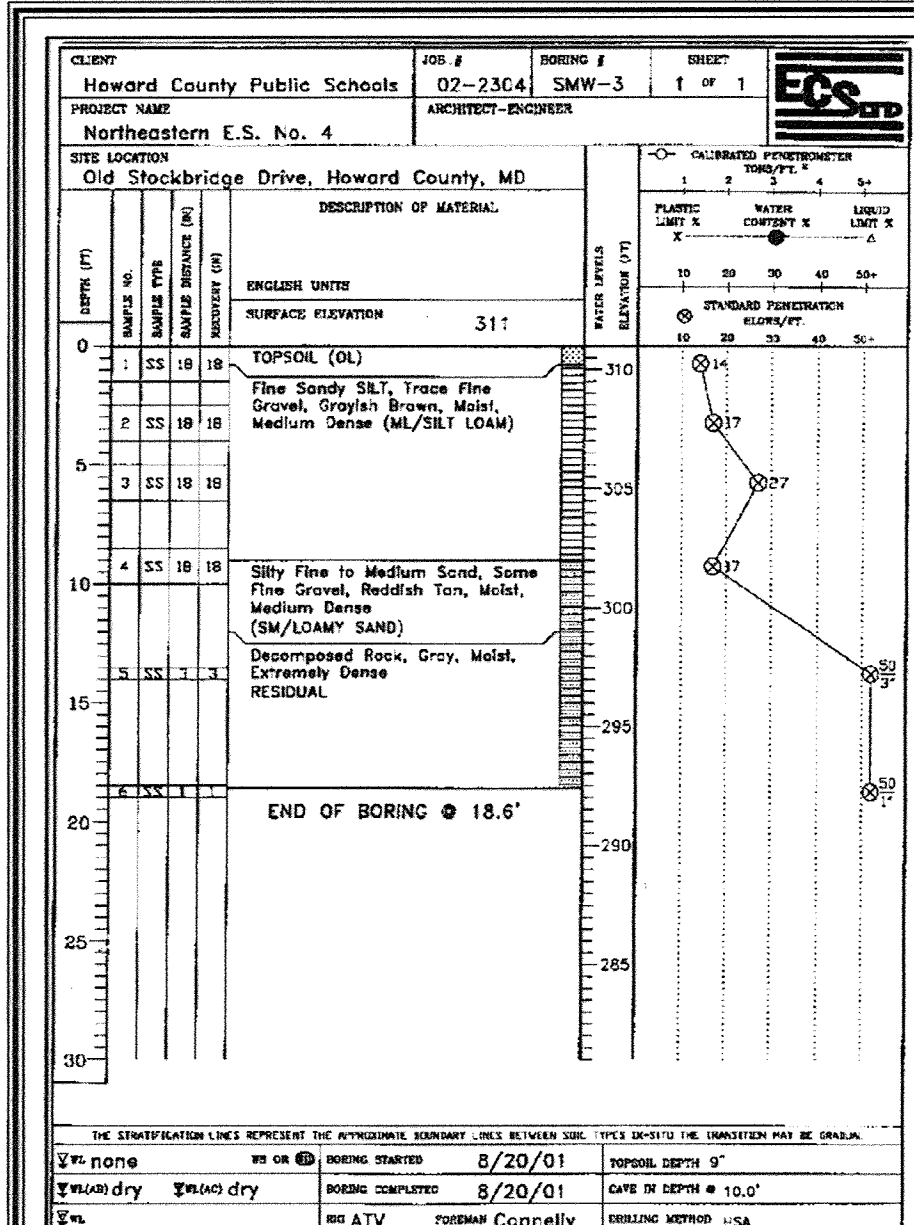 CLIENT
Howard County Public Schools
JOB #
02-2304
BORING #
SMW-3
SHEET
1 OF 1
ECS LTD
PROJECT NAME
Northeastern E.S. No. 4
ARCHITECT-ENGINEER
SITE LOCATION
Old Stockbridge Drive, Howard County, MD
CALIBRATED PENETROMETER
TONS/FT. 2
1 2 3 4 5+
PLASTIC LIMIT % WATER CONTENT % LIQUID LIMIT %
X Δ
10 20 30 40 50+
STANDARD PENETRATION
BLOWS/FT.
10 20 30 40 50+
DEPTH (FT)
SAMPLE NO.
SAMPLE TYPE
SAMPLE DISTANCE (IN)
RECOVERY (IN)
DESCRIPTION OF MATERIAL
ENGLISH UNITS
SURFACE ELEVATION 311
WATER LEVELS
ELEVATION (FT)
0
1 SS 18 18
TOPSOIL (OL)
310
14
Fine Sandy SILT, Trace Fine
Gravel, Grayish Brown, Moist,
Medium Dense (ML/SILT LOAM)
2 SS 18 18
17
5
3 SS 18 18
305
27
4 SS 18 18
17
Silty Fine to Medium Sand, Some
Fine Gravel, Reddish Tan, Moist,
Medium Dense
(SM/LOAMY SAND)
10
300
Decomposed Rock, Gray, Moist,
Extremely Dense
RESIDUAL
5 SS 3 3
50
3"
15
295
6 SS 1 1
50
1"
END OF BORING @ 18.6'
20
290
25
285
30
THE STRATIFICATION LINES REPRESENT THE APPROXIMATE BOUNDARY LINES BETWEEN SOIL TYPES IN-SITU THE TRANSITION MAY BE GRADUAL
WL none WS OR
BORING STARTED 8/20/01
TOPSOIL DEPTH 9"
WL(AB) dry WL(AC) dry
BORING COMPLETED 8/20/01
CAVE IN DEPTH @ 10.0'
WL
RIG ATV FOREMAN Connelly
DRILLING METHOD HSA